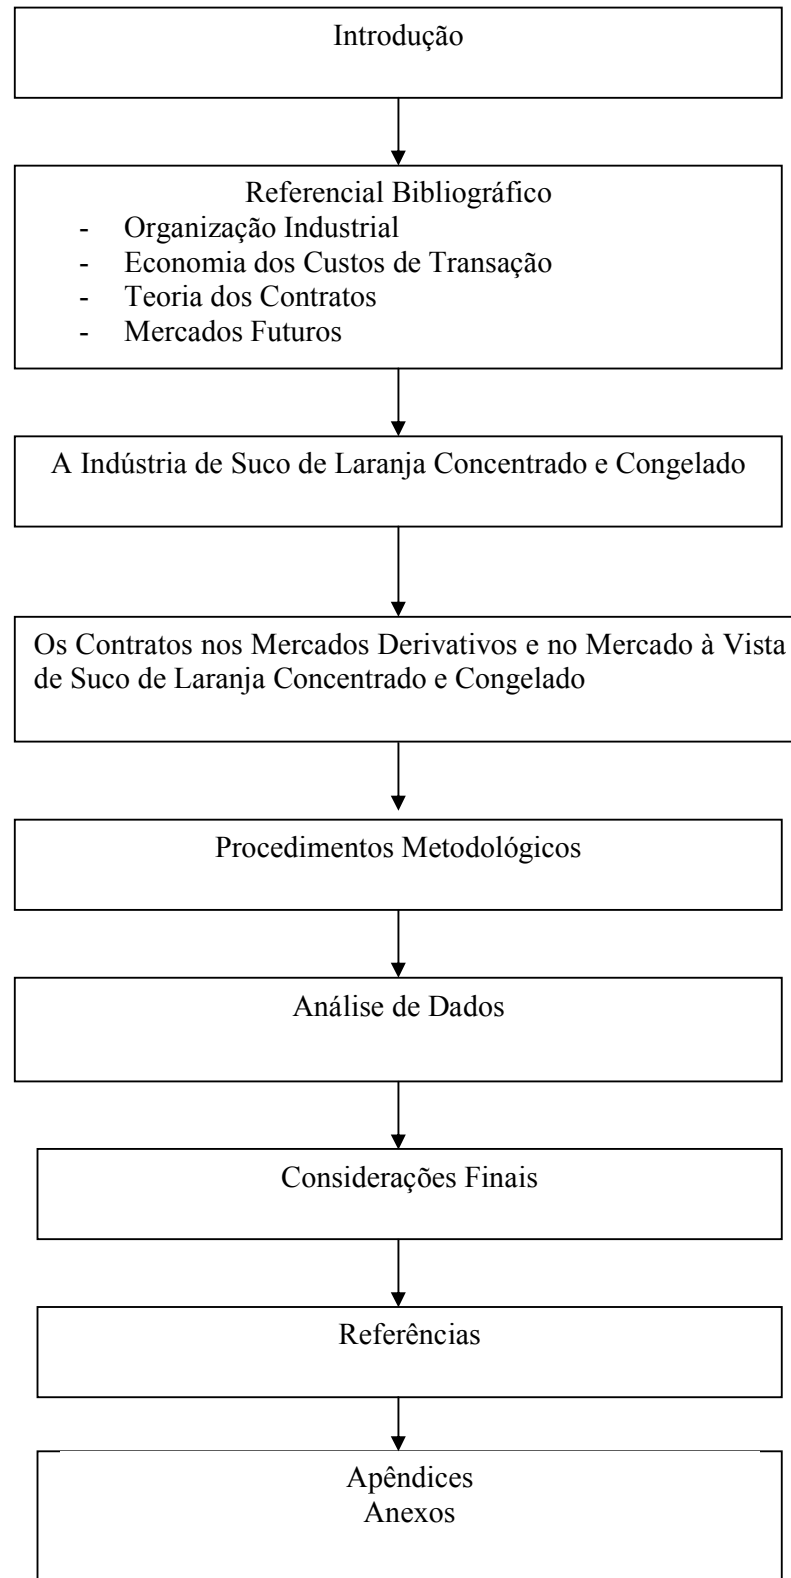 Introdução
Referencial Bibliográfico
- Organização Industrial
- Economia dos Custos de Transação
- Teoria dos Contratos
- Mercados Futuros
A Indústria de Suco de Laranja Concentrado e Congelado
Os Contratos nos Mercados Derivativos e no Mercado à Vista
de Suco de Laranja Concentrado e Congelado
Procedimentos Metodológicos
Análise de Dados
Considerações Finais
Referências
Apêndices
Anexos